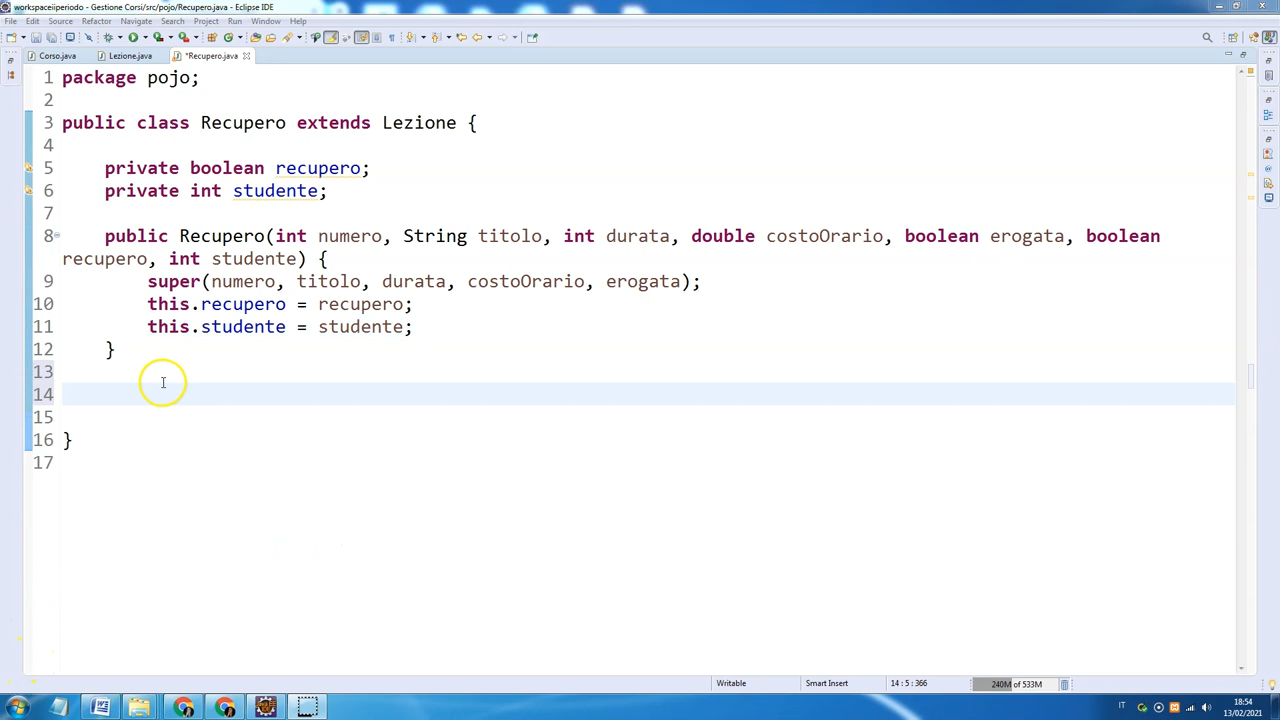 workspaceiiperiodo - Gestione Corsi/src/pojo/Recupero.java - Eclipse IDE
File Edit Source Refactor Navigate Search Project Run Window Help
Corso.java Lezione.java *Recupero.java
1 package pojo;
2
3 public class Recupero extends Lezione {
4
5 private boolean recupero;
6 private int studente;
7
8 public Recupero(int numero, String titolo, int durata, double costoOrario, boolean erogata, boolean
recupero, int studente) {
9 super(numero, titolo, durata, costoOrario, erogata);
10 this.recupero = recupero;
11 this.studente = studente;
12 }
13
14
15
16 }
17
Writable Smart Insert 14 : 5 : 366 240M of 533M
IT 18:54
13/02/2021